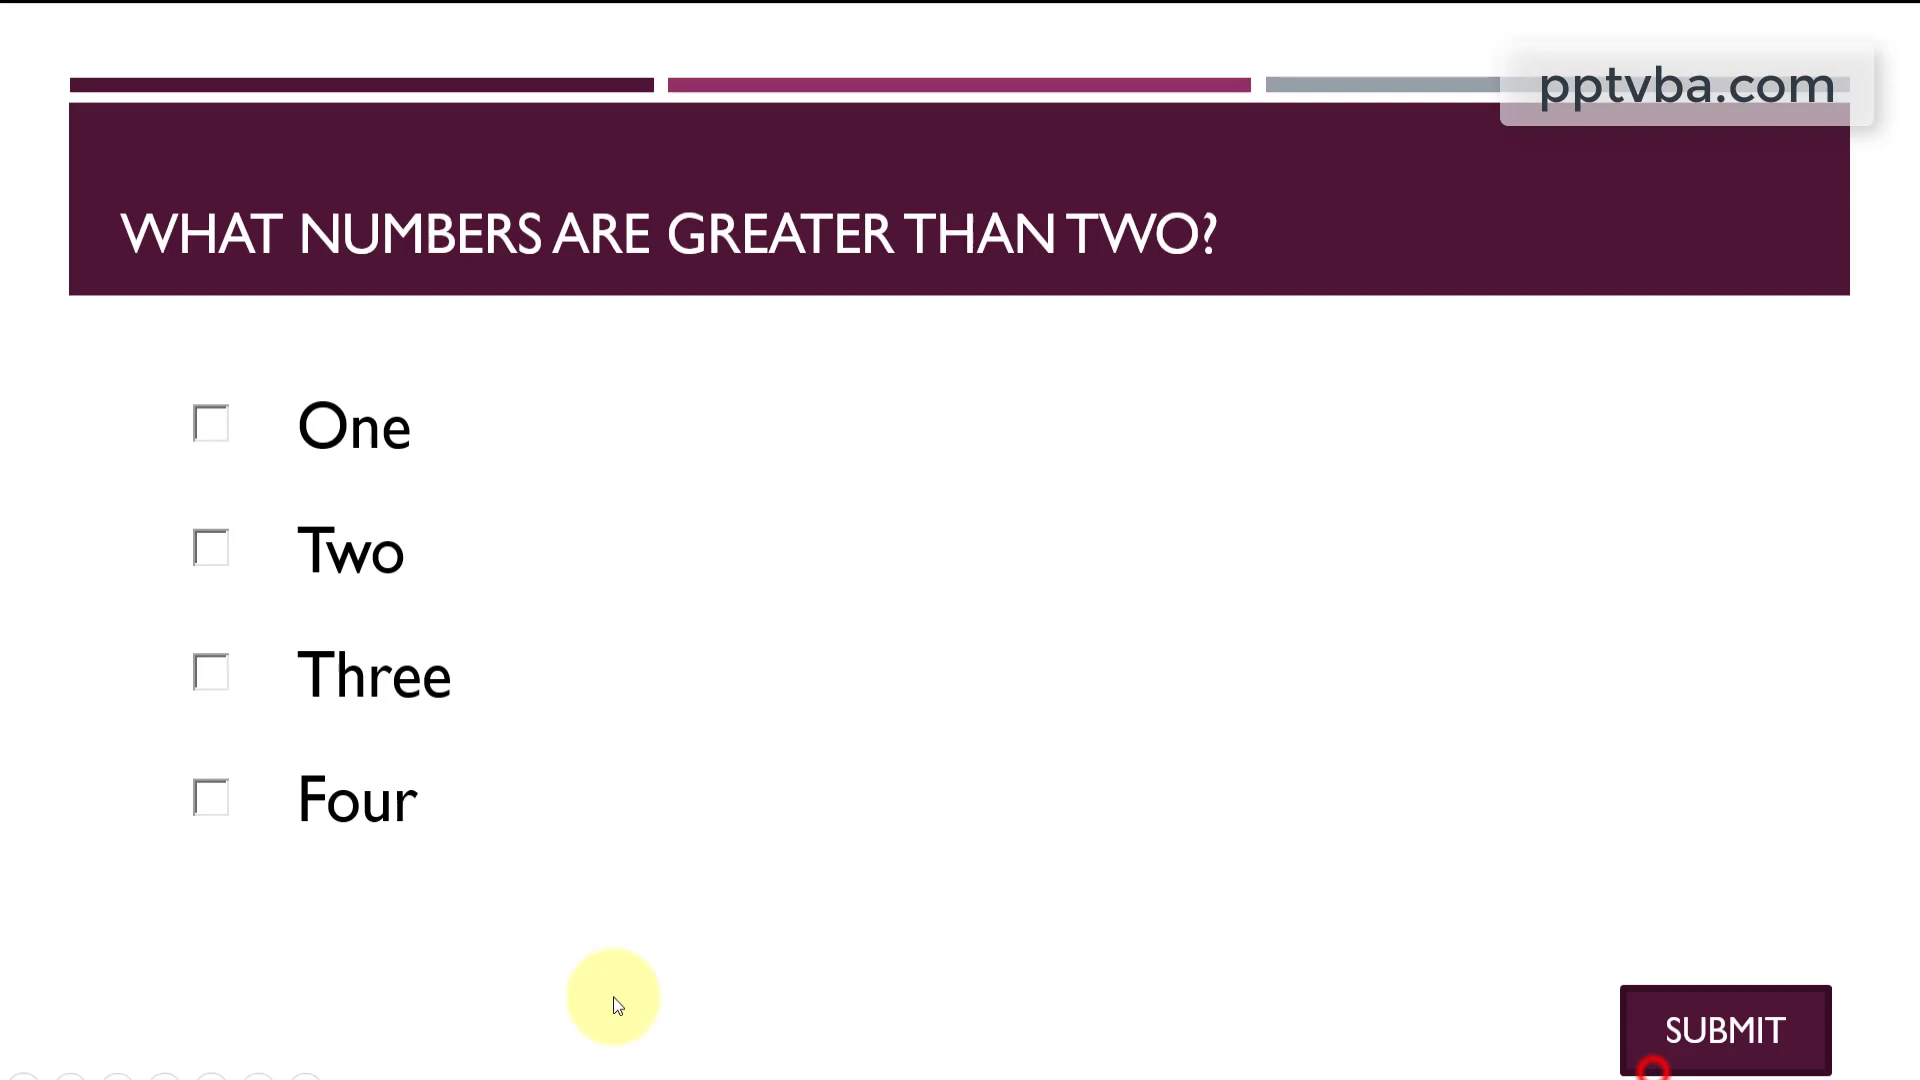 pptvba.com
WHAT NUMBERS ARE GREATER THAN TWO?
One
Two
Three
Four
SUBMIT